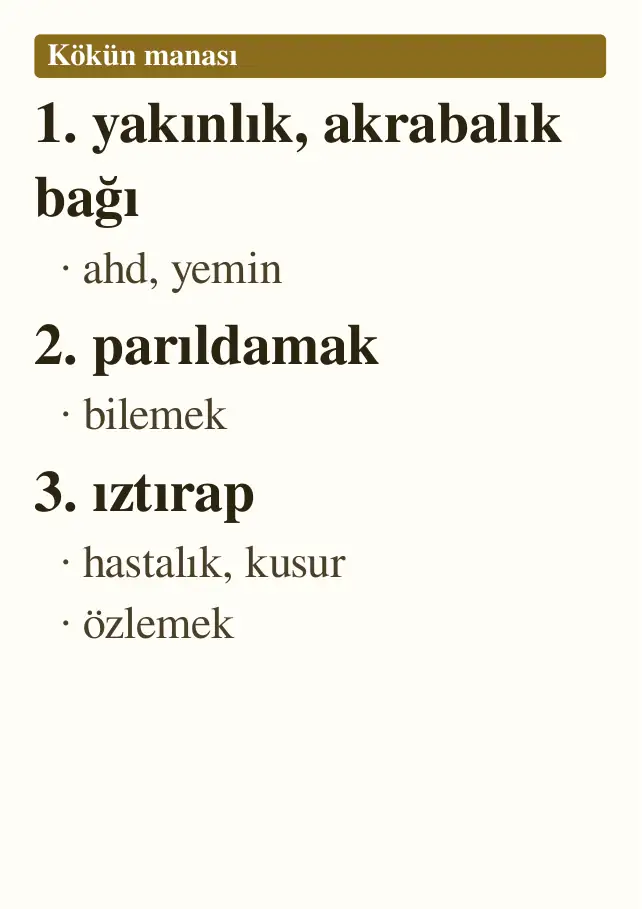 Kökün manası
1. yakınlık, akrabalık
bağı
· ahd, yemin
2. parıldamak
· bilemek
3. ıztırap
· hastalık, kusur
· özlemek